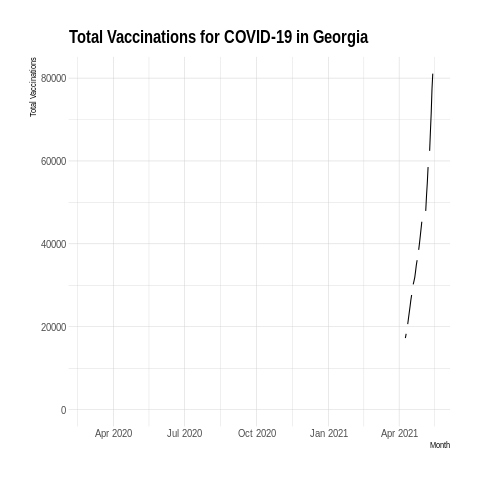 Total Vaccinations for COVID-19 in Georgia
Total Vaccinations
80000
60000
40000
20000
0
Apr 2020 Jul 2020 Oct 2020 Jan 2021 Apr 2021
Month